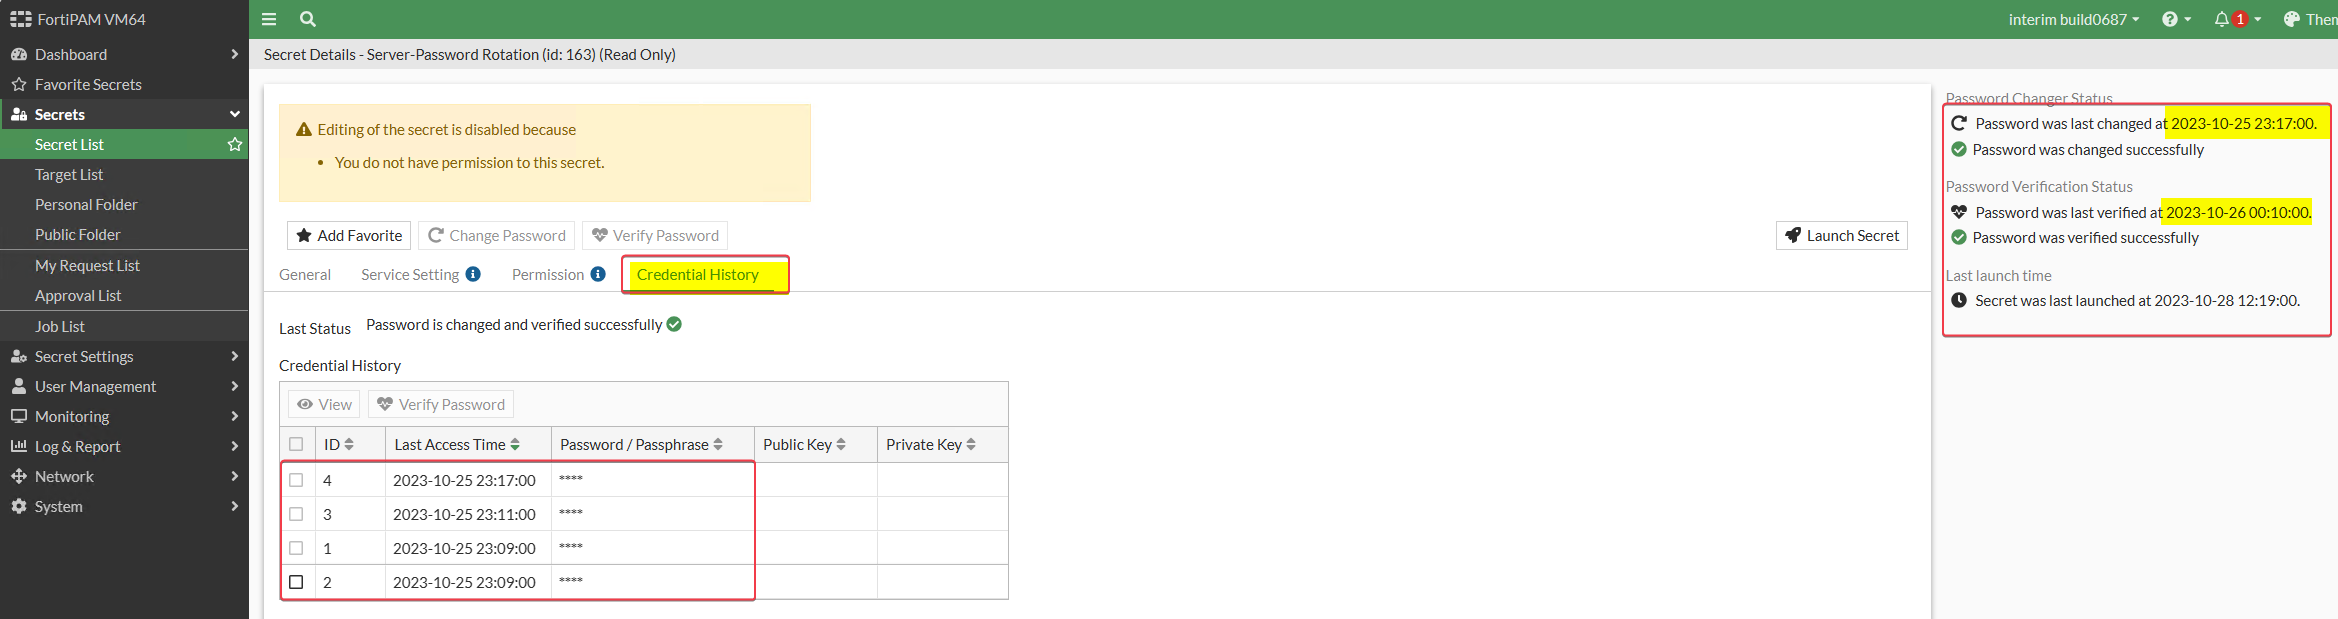 FortiPAM VM64
interim build0687
1
Them
Dashboard
Favorite Secrets
Secrets
Secret List
Target List
Personal Folder
Public Folder
My Request List
Approval List
Job List
Secret Settings
User Management
Monitoring
Log & Report
Network
System
Secret Details - Server-Password Rotation (id: 163) (Read Only)
Editing of the secret is disabled because
• You do not have permission to this secret.
Add Favorite
Change Password
Verify Password
Launch Secret
General
Service Setting
Permission
Credential History
Last Status Password is changed and verified successfully
Credential History
View
Verify Password
ID Last Access Time Password / Passphrase Public Key Private Key
4 2023-10-25 23:17:00 ****
3 2023-10-25 23:11:00 ****
1 2023-10-25 23:09:00 ****
2 2023-10-25 23:09:00 ****
Password Changer Status
Password was last changed at 2023-10-25 23:17:00.
Password was changed successfully
Password Verification Status
Password was last verified at 2023-10-26 00:10:00.
Password was verified successfully
Last launch time
Secret was last launched at 2023-10-28 12:19:00.